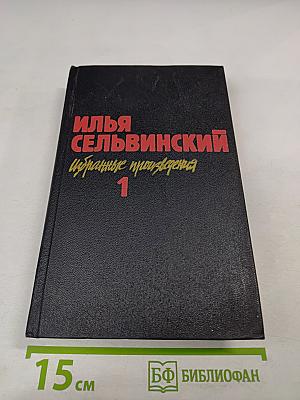 ИЛЬЯ
СЕЛЬВИНСКИЙ
Избранные произведения
1
15 см
БФ БИБЛИОФАН